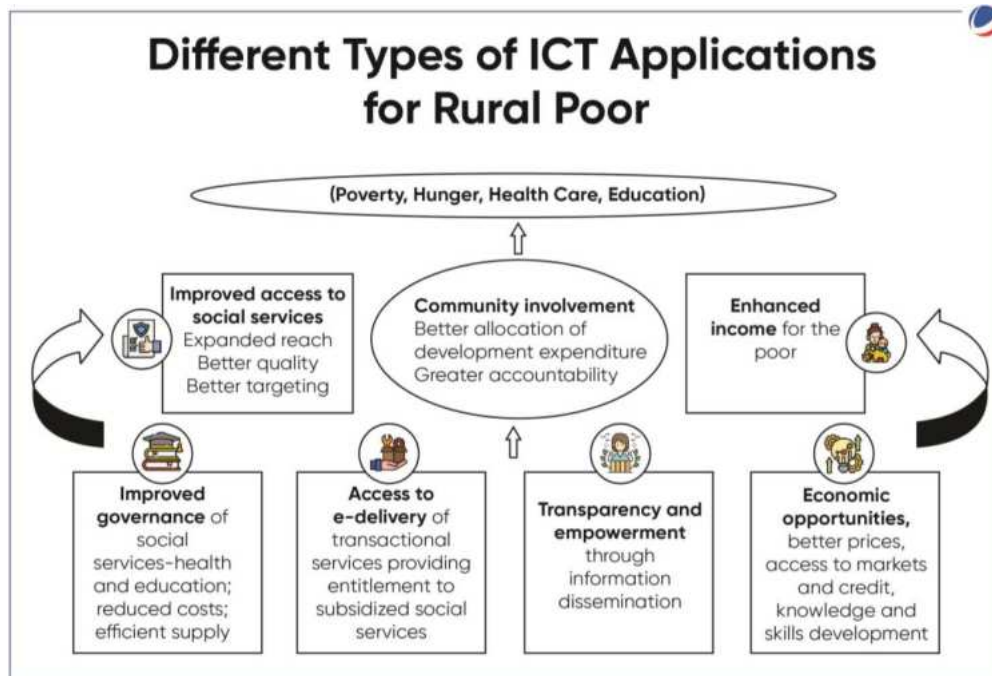 Different Types of ICT Applications
for Rural Poor
(Poverty, Hunger, Health Care, Education)
Improved access to
social services
Expanded reach
Better quality
Better targeting
Community involvement
Better allocation of
development expenditure
Greater accountability
Enhanced
income for the
poor
Improved
governance of
social
services-health
and education;
reduced costs;
efficient supply
Access to
e-delivery of
transactional
services providing
entitlement to
subsidized social
services
Transparency and
empowerment
through
information
dissemination
Economic
opportunities,
better prices,
access to markets
and credit,
knowledge and
skills development